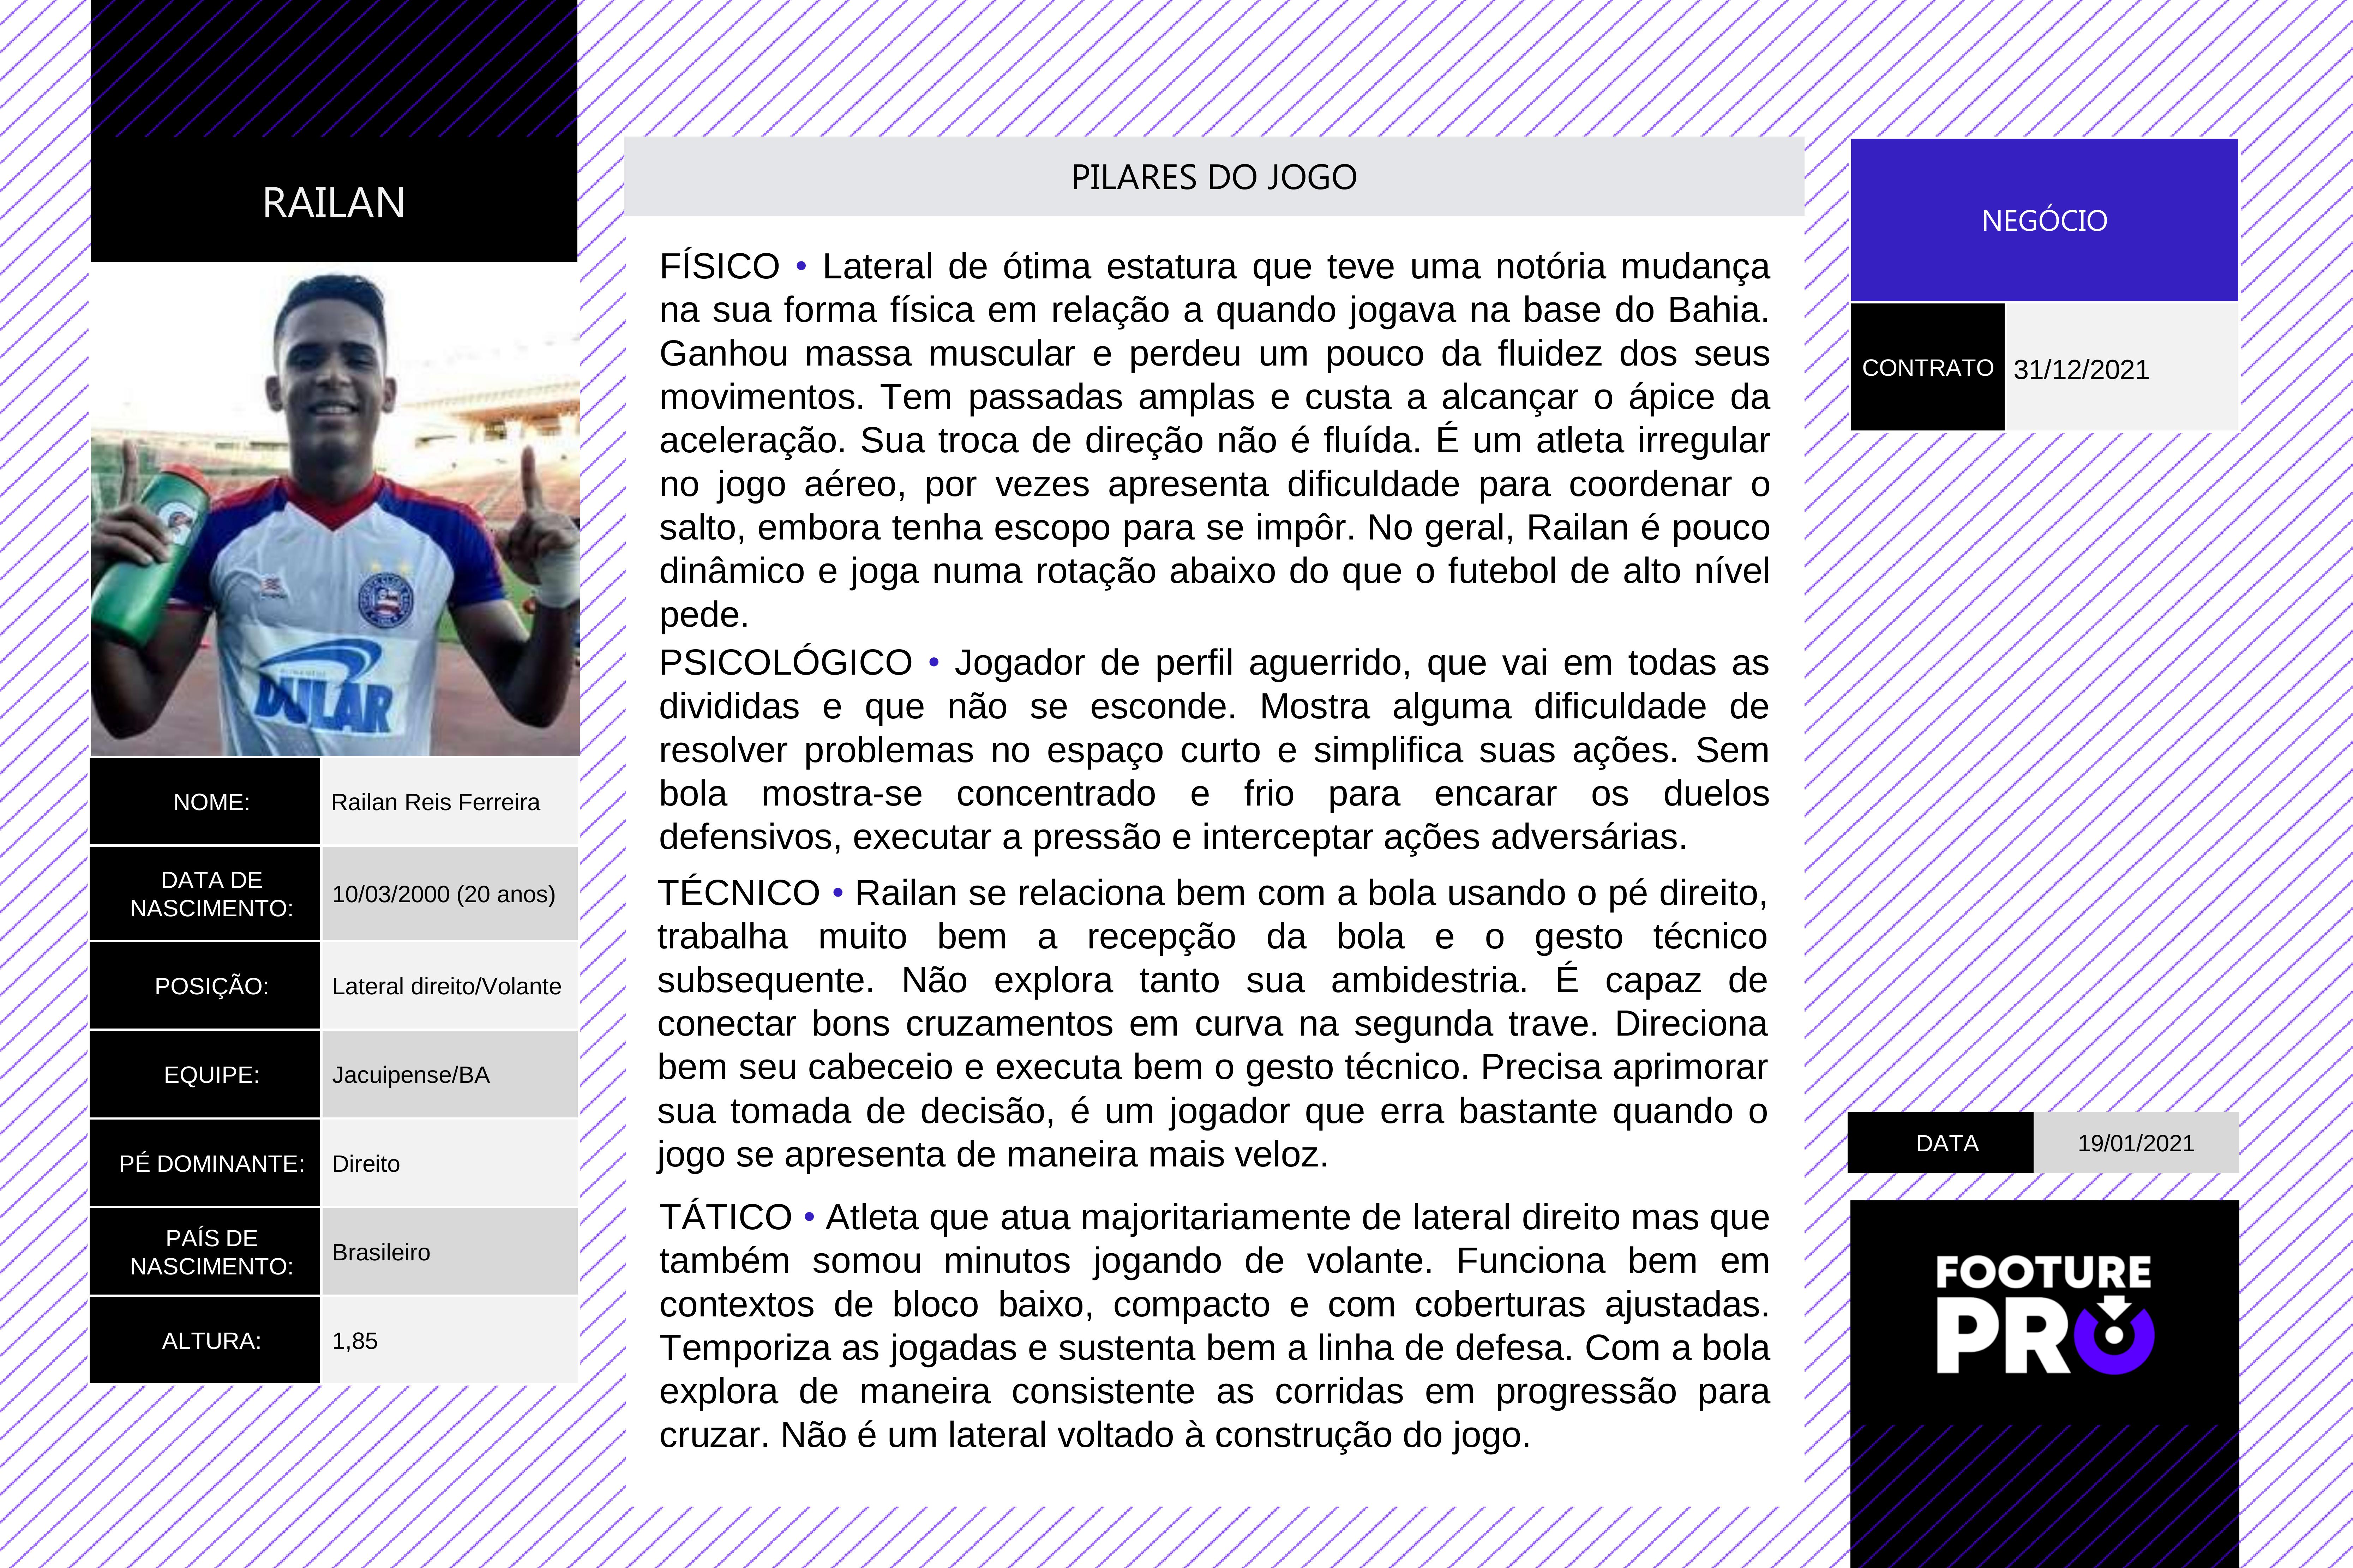 RAILAN
DULAR
NOME:
Railan Reis Ferreira
DATA DE
NASCIMENTO:
10/03/2000 (20 anos)
POSIÇÃO:
Lateral direito/Volante
EQUIPE:
Jacuipense/BA
PÉ DOMINANTE:
Direito
PAÍS DE
NASCIMENTO:
Brasileiro
ALTURA:
1,85
PILARES DO JOGO
FÍSICO • Lateral de ótima estatura que teve uma notória mudança
na sua forma física em relação a quando jogava na base do Bahia.
Ganhou massa muscular e perdeu um pouco da fluidez dos seus
movimentos. Tem passadas amplas e custa a alcançar o ápice da
aceleração. Sua troca de direção não é fluída. É um atleta irregular
no jogo aéreo, por vezes apresenta dificuldade para coordenar o
salto, embora tenha escopo para se impôr. No geral, Railan é pouco
dinâmico e joga numa rotação abaixo do que o futebol de alto nível
pede.
PSICOLÓGICO • Jogador de perfil aguerrido, que vai em todas as
divididas e que não se esconde. Mostra alguma dificuldade de
resolver problemas no espaço curto e simplifica suas ações. Sem
bola mostra-se concentrado e frio para encarar os duelos
defensivos, executar a pressão e interceptar ações adversárias.
TÉCNICO • Railan se relaciona bem com a bola usando o pé direito,
trabalha muito bem a recepção da bola e o gesto técnico
subsequente. Não explora tanto sua ambidestria. É capaz de
conectar bons cruzamentos em curva na segunda trave. Direciona
bem seu cabeceio e executa bem o gesto técnico. Precisa aprimorar
sua tomada de decisão, é um jogador que erra bastante quando o
jogo se apresenta de maneira mais veloz.
TÁTICO • Atleta que atua majoritariamente de lateral direito mas que
também somou minutos jogando de volante. Funciona bem em
contextos de bloco baixo, compacto e com coberturas ajustadas.
Temporiza as jogadas e sustenta bem a linha de defesa. Com a bola
explora de maneira consistente as corridas em progressão para
cruzar. Não é um lateral voltado à construção do jogo.
NEGÓCIO
CONTRATO
31/12/2021
DATA
19/01/2021
FOOTURE
PRO